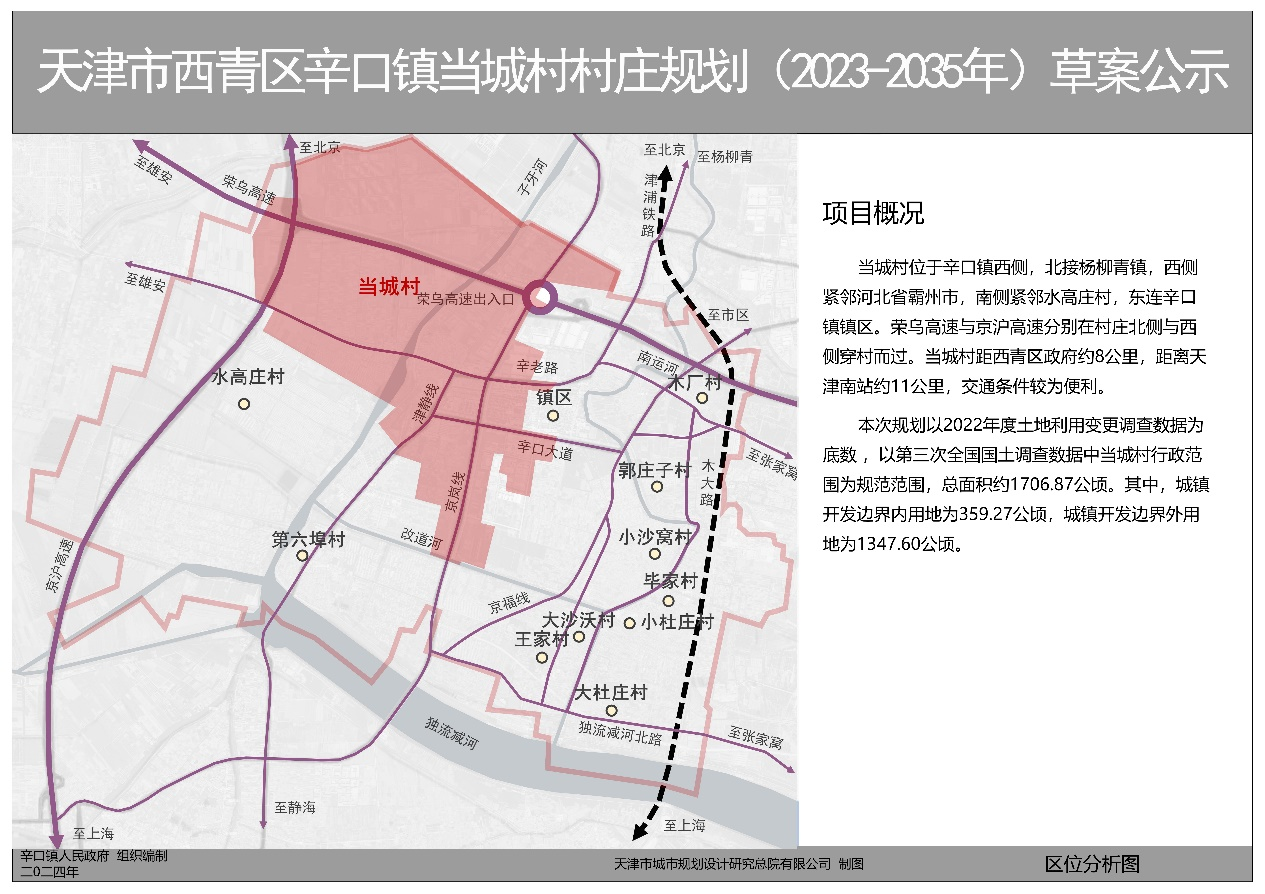 天津市西青区辛口镇当城村村庄规划（2023-2035年）草案公示
至北京
至雄安
荣乌高速
子牙河
至北京
至杨柳青
津浦铁路
至雄安
当城村
荣乌高速出入口
至市区
水高庄村
辛老路
南运河
木厂村
津静线
镇区
辛口大道
至张家窝
郭庄子村
木大路
京岚线
第六埠村
改道河
小沙窝村
京沪高速
毕家村
京福线
大沙沃村
小杜庄村
王家村
大杜庄村
独流减河
独流减河北路
至张家窝
至静海
至上海
至上海
项目概况
当城村位于辛口镇西侧，北接杨柳青镇，西侧
紧邻河北省霸州市，南侧紧邻水高庄村，东连辛口
镇镇区。荣乌高速与京沪高速分别在村庄北侧与西
侧穿村而过。当城村距西青区政府约8公里，距离天
津南站约11公里，交通条件较为便利。
本次规划以2022年度土地利用变更调查数据为
底数，以第三次全国国土调查数据中当城村行政范
围为规范范围，总面积约1706.87公顷。其中，城镇
开发边界内用地为359.27公顷，城镇开发边界外用
地为1347.60公顷。
辛口镇人民政府 组织编制
二〇二四年
天津市城市规划设计研究总院有限公司 制图
区位分析图